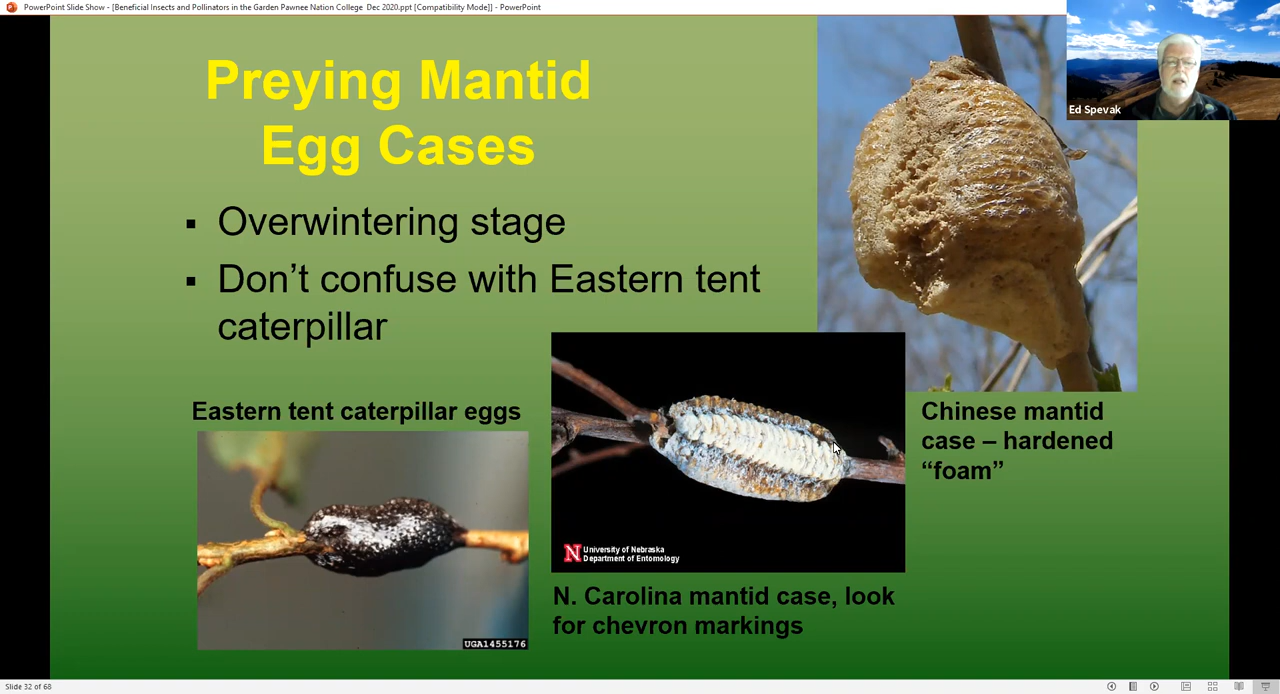 PowerPoint Slide Show - [Beneficial Insects and Pollinators in the Garden Pawnee Nation College  Dec 2020.ppt [Compatibility Mode]] - PowerPoint
Ed Spevak
Preying Mantid
Egg Cases
▪ Overwintering stage
▪ Don’t confuse with Eastern tent
caterpillar
Eastern tent caterpillar eggs
UGA1455176
N University of Nebraska
Department of Entomology
N. Carolina mantid case, look
for chevron markings
Chinese mantid
case – hardened
“foam”
Slide 32 of 68